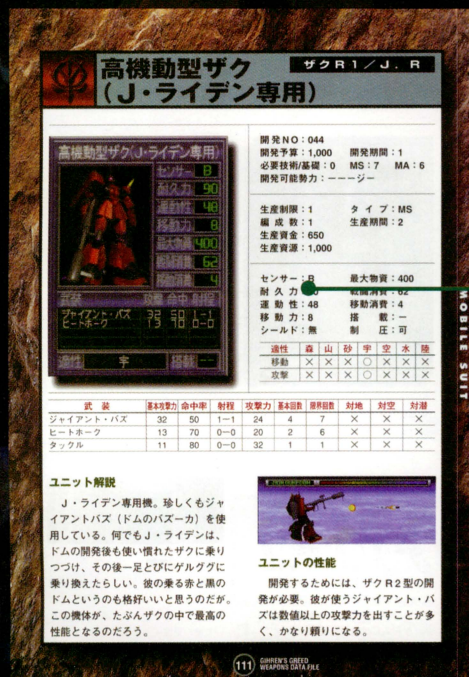 高機動型ザク
(J・ライデン専用)
ザクR1／J．R
高機動型ザク(J・ライデン専用)
センサー B
耐久力 90
運動性 48
移動力 8
最大物資 400
戦闘消費 62
移動消費 4
武装 攻撃 命中 射程
ジャイアント・バズ 32 50 1-1
ヒートホーク 13 70 0-0
適性 宇 搭載 --
開発NO：044
開発予算：1,000 開発期間：1
必要技術/基礎：0 MS：7 MA：6
開発可能勢力：ーーージー
生産制限：1 タイプ：MS
編成数：1 生産期間：2
生産資金：650
生産資源：1,000
センサー：B 最大物資：400
耐久力 戦闘消費：62
運動性：48 移動消費：4
移動力：8 搭載：ー
シールド：無 制圧：可
適性 森 山 砂 宇 空 水 陸
移動 × × × ○ × × ×
攻撃 × × × ○ × × ×
MOBILE SUIT
武装 基本攻撃力 命中率 射程 攻撃力 基本回数 限界回数 対地 対空 対潜
ジャイアント・バズ 32 50 1ー1 24 4 7 × × ×
ヒートホーク 13 70 0ー0 20 2 6 × × ×
タックル 11 80 0ー0 32 1 1 × × ×
ユニット解説
J・ライデン専用機。珍しくもジャ
イアントバズ（ドムのバズーカ）を使
用している。何でもJ・ライデンは、
ドムの開発後も使い慣れたザクに乗り
つづけ、その後一足とびにゲルググに
乗り換えたらしい。彼の乗る赤と黒の
ドムというのも格好いいと思うのだが。
この機体が、たぶんザクの中で最高の
性能となるのだろう。
ユニットの性能
開発するためには、ザクR2型の開
発が必要。彼が使うジャイアント・バ
ズは数値以上の攻撃力を出すことが多
く、かなり頼りになる。
111
GIHREN'S GREED
WEAPONS DATA FILE